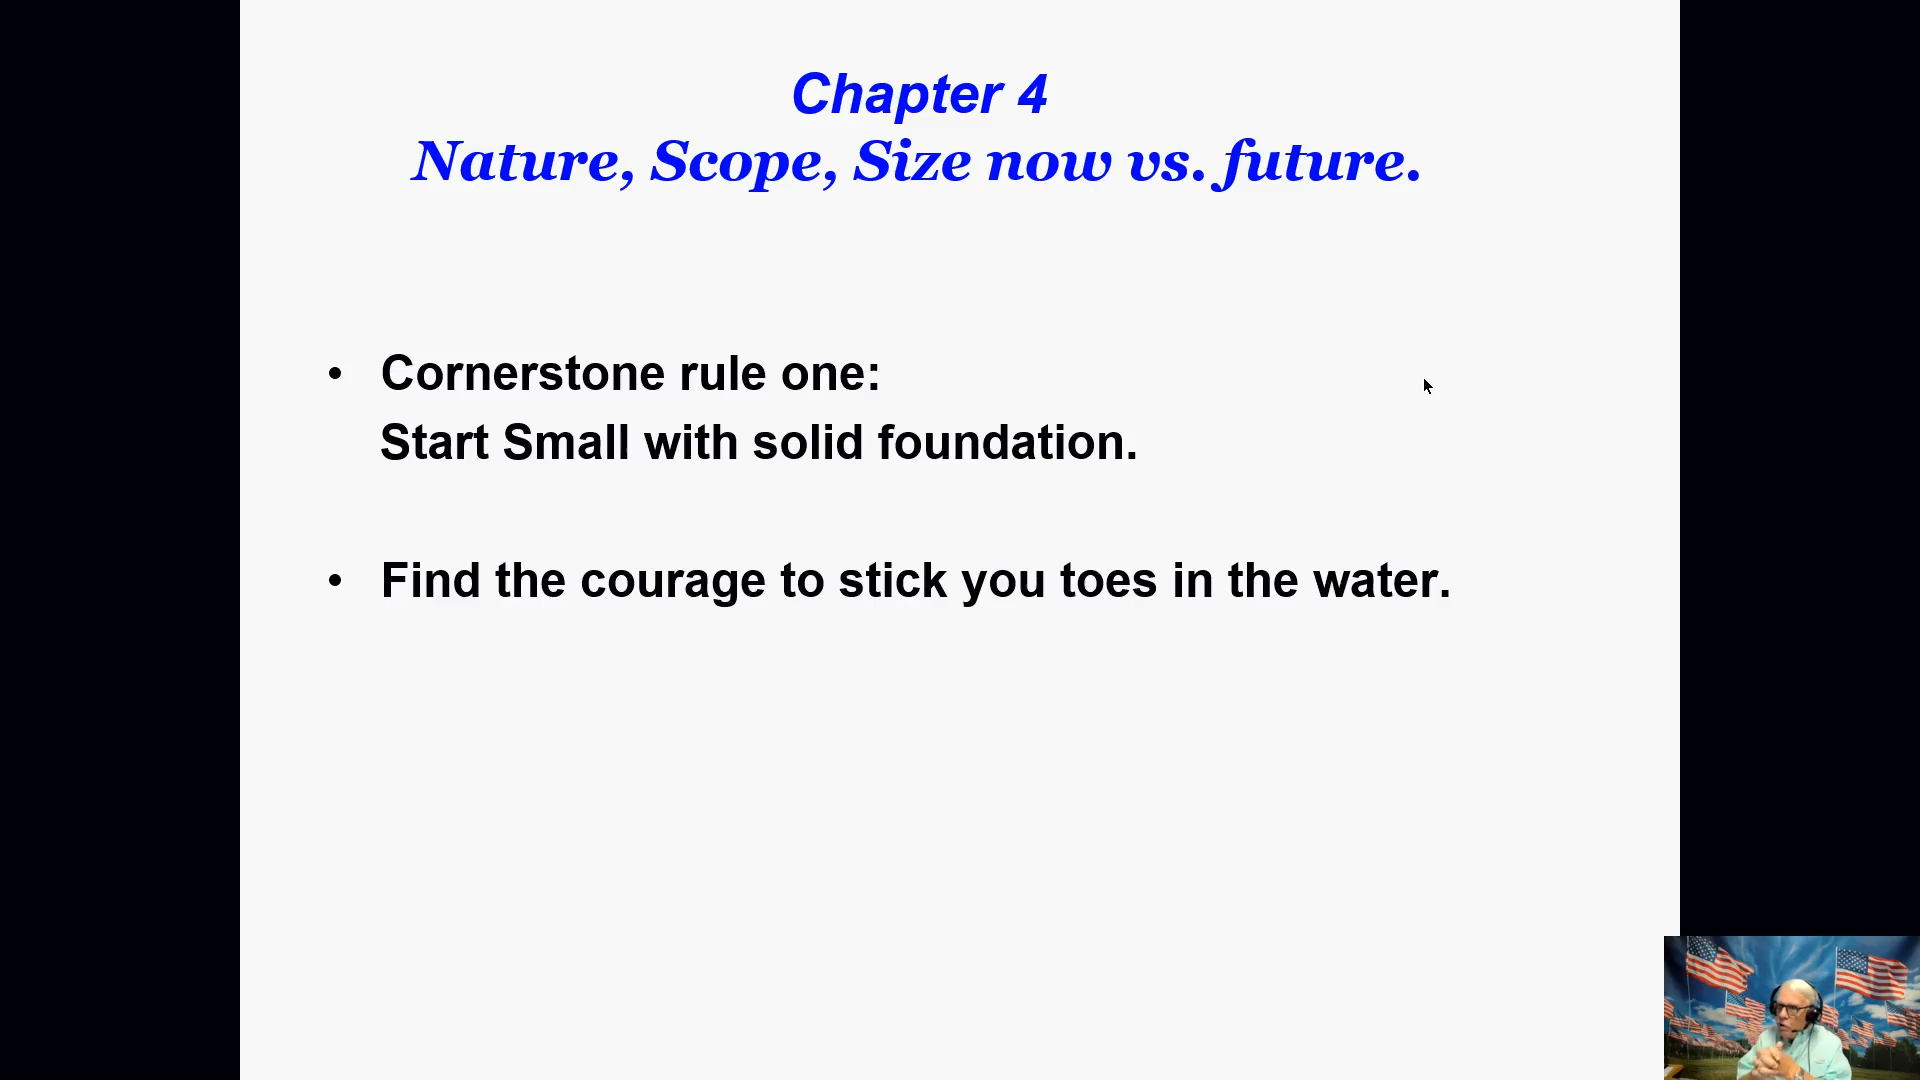 Chapter 4
Nature, Scope, Size now vs. future.
• Cornerstone rule one:
Start Small with solid foundation.
• Find the courage to stick you toes in the water.